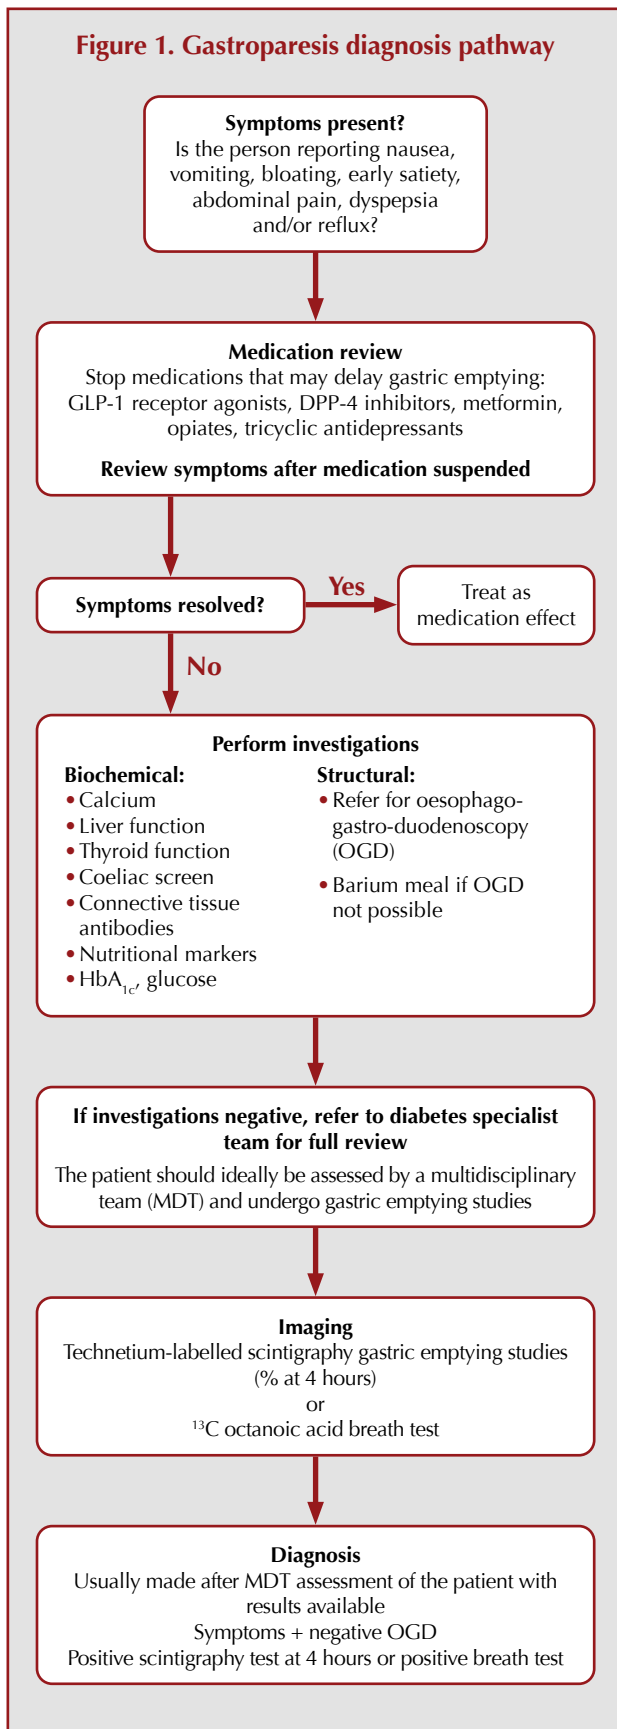 Figure 1. Gastroparesis diagnosis pathway
Symptoms present?
Is the person reporting nausea,
vomiting, bloating, early satiety,
abdominal pain, dyspepsia
and/or reflux?
Medication review
Stop medications that may delay gastric emptying:
GLP-1 receptor agonists, DPP-4 inhibitors, metformin,
opiates, tricyclic antidepressants
Review symptoms after medication suspended
Symptoms resolved?
Yes
Treat as
medication effect
No
Perform investigations
Biochemical:
• Calcium
• Liver function
• Thyroid function
• Coeliac screen
• Connective tissue
antibodies
• Nutritional markers
• HbA1c, glucose
Structural:
• Refer for oesophago-
gastro-duodenoscopy
(OGD)
• Barium meal if OGD
not possible
If investigations negative, refer to diabetes specialist
team for full review
The patient should ideally be assessed by a multidisciplinary
team (MDT) and undergo gastric emptying studies
Imaging
Technetium-labelled scintigraphy gastric emptying studies
(% at 4 hours)
or
¹³C octanoic acid breath test
Diagnosis
Usually made after MDT assessment of the patient with
results available
Symptoms + negative OGD
Positive scintigraphy test at 4 hours or positive breath test